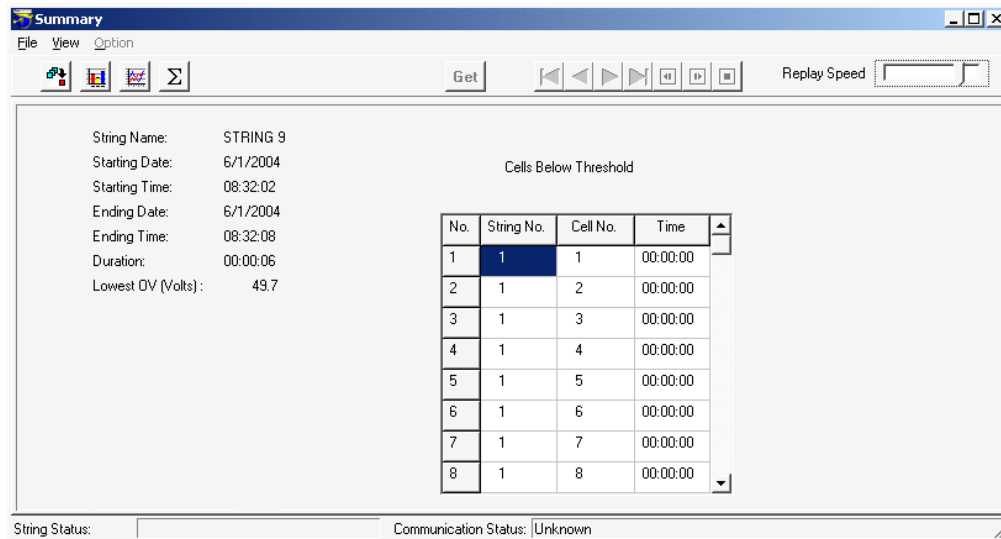 Summary
File View Option
Get
Replay Speed
String Name: STRING 9
Starting Date: 6/1/2004
Starting Time: 08:32:02
Ending Date: 6/1/2004
Ending Time: 08:32:08
Duration: 00:00:06
Lowest OV (Volts) : 49.7
Cells Below Threshold
No. String No. Cell No. Time
1 1 1 00:00:00
2 1 2 00:00:00
3 1 3 00:00:00
4 1 4 00:00:00
5 1 5 00:00:00
6 1 6 00:00:00
7 1 7 00:00:00
8 1 8 00:00:00
String Status: Communication Status: Unknown